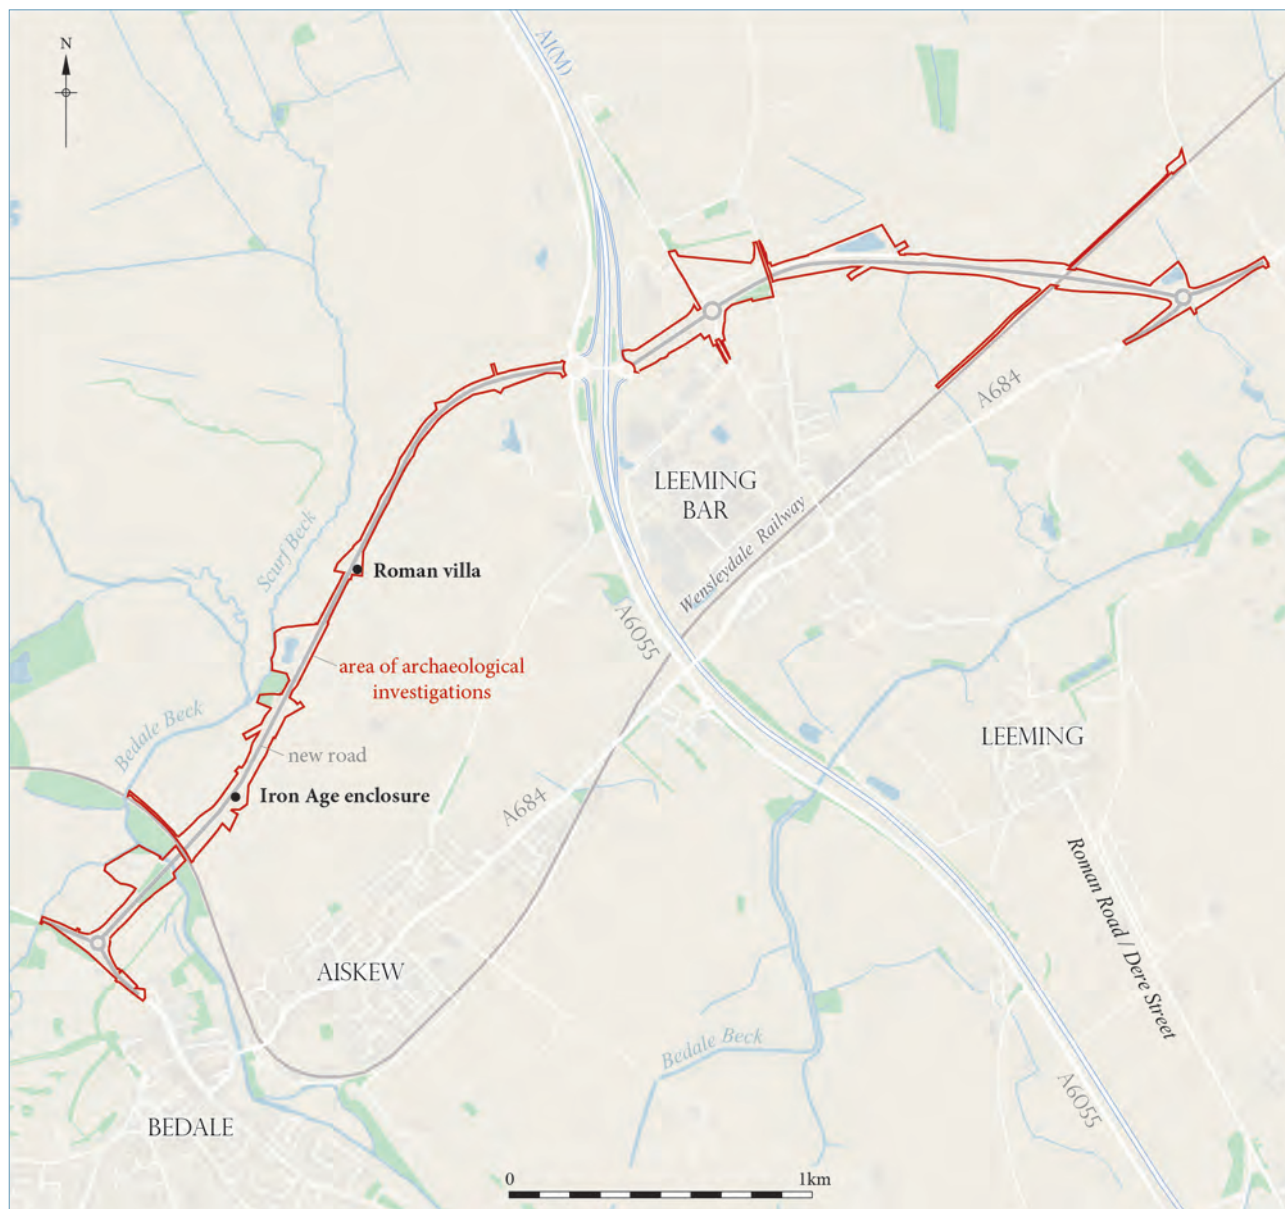 N
A1(M)
A684
LEEMING
BAR
Wensleydale Railway
Scurf Beck
Roman villa
A6055
area of archaeological
investigations
Bedale Beck
LEEMING
new road
Iron Age enclosure
A684
Roman Road / Dere Street
AISKEW
Bedale Beck
A6055
BEDALE
0
1km